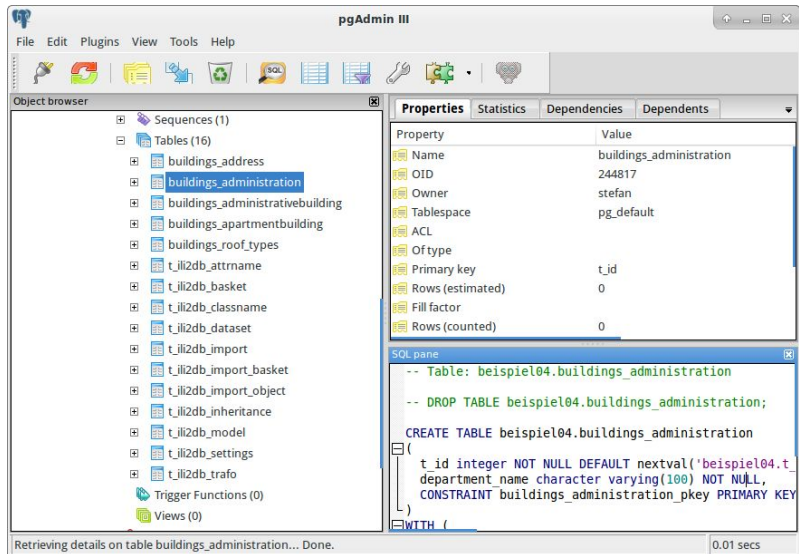 pgAdmin III
File Edit Plugins View Tools Help
SQL
Object browser
Sequences (1)
Tables (16)
buildings_address
buildings_administration
buildings_administrativebuilding
buildings_apartmentbuilding
buildings_roof_types
t_ili2db_attrname
t_ili2db_basket
t_ili2db_classname
t_ili2db_dataset
t_ili2db_import
t_ili2db_import_basket
t_ili2db_import_object
t_ili2db_inheritance
t_ili2db_model
t_ili2db_settings
t_ili2db_trafo
Trigger Functions (0)
Views (0)
Properties Statistics Dependencies Dependents
Property Value
Name buildings_administration
OID 244817
Owner stefan
Tablespace pg_default
ACL
Of type
Primary key t_id
Rows (estimated) 0
Fill factor
Rows (counted) 0
SQL pane
-- Table: beispiel04.buildings_administration
-- DROP TABLE beispiel04.buildings_administration;
CREATE TABLE beispiel04.buildings_administration
(
t_id integer NOT NULL DEFAULT nextval('beispiel04.t_
department_name character varying(100) NOT NULL,
CONSTRAINT buildings_administration_pkey PRIMARY KEY
)
WITH (
Retrieving details on table buildings_administration... Done. 0.01 secs